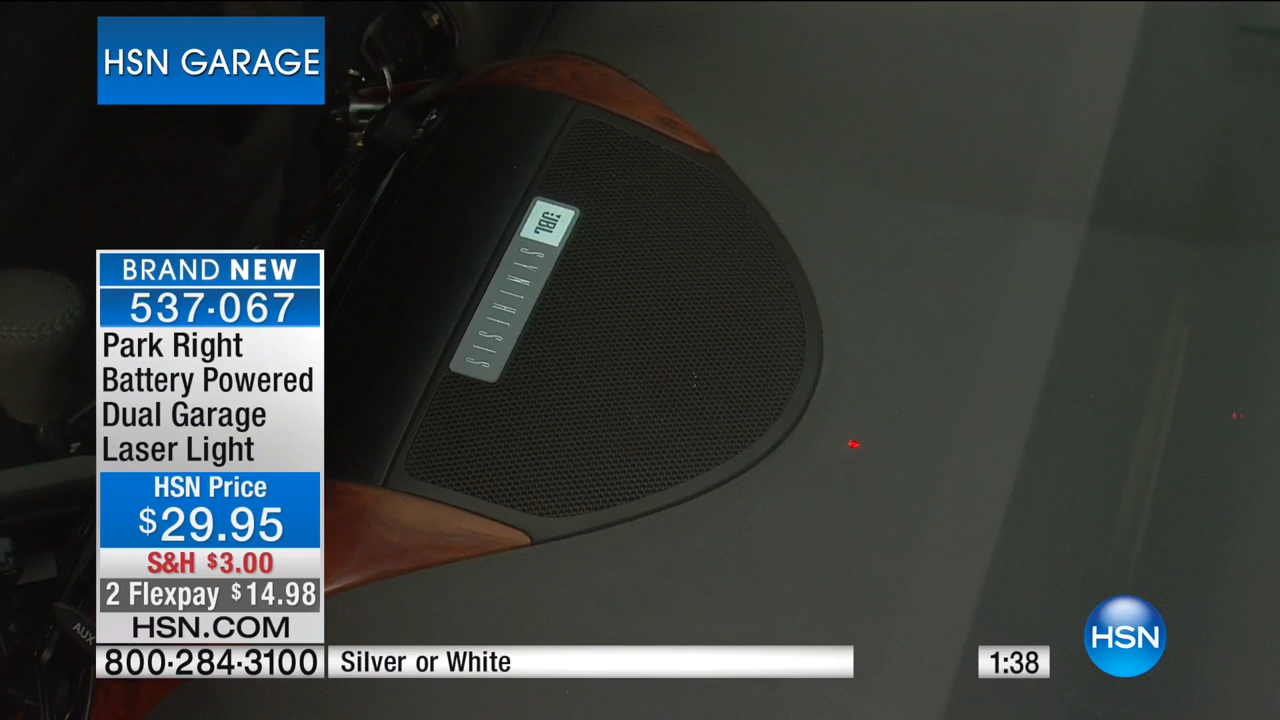 HSN GARAGE
JBL
SYNTHESIS
BRAND NEW
537·067
Park Right
Battery Powered
Dual Garage
Laser Light
HSN Price
$29.95
S&H $3.00
2 Flexpay $14.98
HSN.COM
800·284·3100
Silver or White
1:38
HSN
AUX